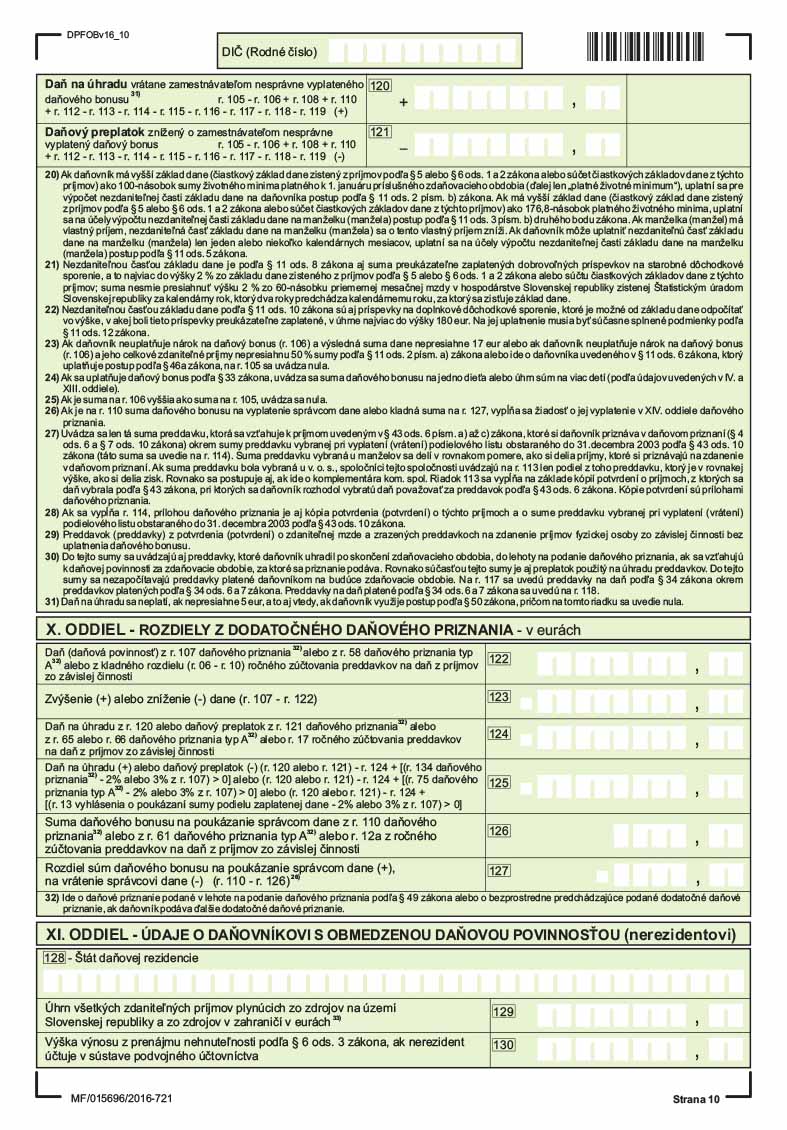 DPFOBv16_10
DIČ (Rodné číslo)
Daň na úhradu vrátane zamestnávateľom nesprávne vyplateného
daňového bonusu 31) r. 105 - r. 106 + r. 108 + r. 110
+ r. 112 - r. 113 - r. 114 - r. 115 - r. 116 - r. 117 - r. 118 - r. 119 (+)
120
+ ,
Daňový preplatok znížený o zamestnávateľom nesprávne
vyplatený daňový bonus r. 105 - r. 106 + r. 108 + r. 110
+ r. 112 - r. 113 - r. 114 - r. 115 - r. 116 - r. 117 - r. 118 - r. 119 (-)
121
– ,
20) Ak daňovník má vyšší základ dane (čiastkový základ dane zistený z príjmov podľa § 5 alebo § 6 ods. 1 a 2 zákona alebo súčet čiastkových základov dane z týchto
príjmov) ako 100-násobok sumy životného minima platného k 1. januáru príslušného zdaňovacieho obdobia (ďalej len „platné životné minimum"), uplatní sa pre
výpočet nezdaniteľnej časti základu dane na daňovníka postup podľa § 11 ods. 2 písm. b) zákona. Ak má vyšší základ dane (čiastkový základ dane zistený
z príjmov podľa § 5 alebo § 6 ods. 1 a 2 zákona alebo súčet čiastkových základov dane z týchto príjmov) ako 176,8-násobok platného životného minima, uplatní
sa na účely výpočtu nezdaniteľnej časti základu dane na manželku (manžela) postup podľa § 11 ods. 3 písm. b) druhého bodu zákona. Ak manželka (manžel) má
vlastný príjem, nezdaniteľná časť základu dane na manželku (manžela) sa o tento vlastný príjem zníži. Ak daňovník môže uplatniť nezdaniteľnú časť základu
dane na manželku (manžela) len jeden alebo niekoľko kalendárnych mesiacov, uplatní sa na účely výpočtu nezdaniteľnej časti základu dane na manželku
(manžela) postup podľa § 11 ods. 5 zákona.
21) Nezdaniteľnou časťou základu dane je podľa § 11 ods. 8 zákona aj suma preukázateľne zaplatených dobrovoľných príspevkov na starobné dôchodkové
sporenie, a to najviac do výšky 2 % zo základu dane zisteného z príjmov podľa § 5 alebo § 6 ods. 1 a 2 zákona alebo súčtu čiastkových základov dane z týchto
príjmov; suma nesmie presiahnuť výšku 2 % zo 60-násobku priemernej mesačnej mzdy v hospodárstve Slovenskej republiky zistenej Štatistickým úradom
Slovenskej republiky za kalendárny rok, ktorý dva roky predchádza kalendárnemu roku, za ktorý sa zisťuje základ dane.
22) Nezdaniteľnou časťou základu dane podľa § 11 ods. 10 zákona sú aj príspevky na doplnkové dôchodkové sporenie, ktoré je možné od základu dane odpočítať
vo výške, v akej boli tieto príspevky preukázateľne zaplatené, v úhrne najviac do výšky 180 eur. Na jej uplatnenie musia byť súčasne splnené podmienky podľa
§ 11 ods. 12 zákona.
23) Ak daňovník neuplatňuje nárok na daňový bonus (r. 106) a výsledná suma dane nepresiahne 17 eur alebo ak daňovník neuplatňuje nárok na daňový bonus
(r. 106) a jeho celkové zdaniteľné príjmy nepresiahnu 50 % sumy podľa § 11 ods. 2 písm. a) zákona alebo ide o daňovníka uvedeného v § 11 ods. 6 zákona, ktorý
uplatňuje postup podľa § 46a zákona, na r. 105 sa uvádza nula.
24) Ak sa uplatňuje daňový bonus podľa § 33 zákona, uvádza sa suma daňového bonusu na jedno dieťa alebo úhrn súm na viac detí (podľa údajov uvedených v IV. a
XIII. oddiele).
25) Ak je suma na r. 106 vyššia ako suma na r. 105, uvádza sa nula.
26) Ak je na r. 110 suma daňového bonusu na vyplatenie správcom dane alebo kladná suma na r. 127, vypĺňa sa žiadosť o jej vyplatenie v XIV. oddiele daňového
priznania.
27) Uvádza sa len tá suma preddavku, ktorá sa vzťahuje k príjmom uvedeným v § 43 ods. 6 písm. a) až c) zákona, ktoré si daňovník priznáva v daňovom priznaní (§ 4
ods. 6 a § 7 ods. 10 zákona) okrem sumy preddavku vybranej pri vyplatení (vrátení) podielového listu obstaraného do 31.decembra 2003 podľa § 43 ods. 10
zákona (táto suma sa uvedie na r. 114). Suma preddavku vybraná u manželov sa delí v rovnakom pomere, ako si delia príjmy, ktoré si priznávajú na zdanenie
v daňovom priznaní. Ak suma preddavku bola vybraná u v. o. s., spoločníci tejto spoločnosti uvádzajú na r. 113 len podiel z toho preddavku, ktorý je v rovnakej
výške, ako si delia zisk. Rovnako sa postupuje aj, ak ide o komplementára kom. spol. Riadok 113 sa vypĺňa na základe kópií potvrdení o príjmoch, z ktorých sa
daň vybrala podľa § 43 zákona, pri ktorých sa daňovník rozhodol vybratú daň považovať za preddavok podľa § 43 ods. 6 zákona. Kópie potvrdení sú prílohami
daňového priznania.
28) Ak sa vypĺňa r. 114, prílohou daňového priznania je aj kópia potvrdenia (potvrdení) o týchto príjmoch a o sume preddavku vybranej pri vyplatení (vrátení)
podielového listu obstaraného do 31. decembra 2003 podľa § 43 ods. 10 zákona.
29) Preddavok (preddavky) z potvrdenia (potvrdení) o zdaniteľnej mzde a zrazených preddavkoch na zdanenie príjmov fyzickej osoby zo závislej činnosti bez
uplatnenia daňového bonusu.
30) Do tejto sumy sa uvádzajú aj preddavky, ktoré daňovník uhradil po skončení zdaňovacieho obdobia, do lehoty na podanie daňového priznania, ak sa vzťahujú
k daňovej povinnosti za zdaňovacie obdobie, za ktoré sa priznanie podáva. Rovnako súčasťou tejto sumy je aj preplatok použitý na úhradu preddavkov. Do tejto
sumy sa nezapočítavajú preddavky platené daňovníkom na budúce zdaňovacie obdobie. Na r. 117 sa uvedú preddavky na daň podľa § 34 zákona okrem
preddavkov platených podľa § 34 ods. 6 a 7 zákona. Preddavky na daň platené podľa § 34 ods. 6 a 7 zákona sa uvedú na r. 118.
31) Daň na úhradu sa neplatí, ak nepresiahne 5 eur, a to aj vtedy, ak daňovník využije postup podľa § 50 zákona, pričom na tomto riadku sa uvedie nula.
X. ODDIEL - ROZDIELY Z DODATOČNÉHO DAŇOVÉHO PRIZNANIA - v eurách
Daň (daňová povinnosť) z r. 107 daňového priznania 32) alebo z r. 58 daňového priznania typ
A32) alebo z kladného rozdielu (r. 06 - r. 10) ročného zúčtovania preddavkov na daň z príjmov
zo závislej činnosti
122
,
Zvýšenie (+) alebo zníženie (-) dane (r. 107 - r. 122)
123
,
Daň na úhradu z r. 120 alebo daňový preplatok z r. 121 daňového priznania32) alebo
z r. 65 alebo r. 66 daňového priznania typ A32) alebo r. 17 ročného zúčtovania preddavkov
na daň z príjmov zo závislej činnosti
124
,
Daň na úhradu (+) alebo daňový preplatok (-) (r. 120 alebo r. 121) - r. 124 + [(r. 134 daňového
priznania32) - 2% alebo 3% z r. 107) > 0] alebo (r. 120 alebo r. 121) - r. 124 + [(r. 75 daňového
priznania typ A32) - 2% alebo 3% z r. 107) > 0] alebo (r. 120 alebo r. 121) - r. 124 +
[(r. 13 vyhlásenia o poukázaní sumy podielu zaplatenej dane - 2% alebo 3% z r. 107) > 0]
125
,
Suma daňového bonusu na poukázanie správcom dane z r. 110 daňového
priznania32) alebo z r. 61 daňového priznania typ A32) alebo r. 12a z ročného
zúčtovania preddavkov na daň z príjmov zo závislej činnosti
126
,
Rozdiel súm daňového bonusu na poukázanie správcom dane (+),
na vrátenie správcovi dane (-) (r. 110 - r. 126)26)
127
,
32) Ide o daňové priznanie podané v lehote na podanie daňového priznania podľa § 49 zákona alebo o bezprostredne predchádzajúce podané dodatočné daňové
priznanie, ak daňovník podáva ďalšie dodatočné daňové priznanie.
XI. ODDIEL - ÚDAJE O DAŇOVNÍKOVI S OBMEDZENOU DAŇOVOU POVINNOSŤOU (nerezidentovi)
128 - Štát daňovej rezidencie
Úhrn všetkých zdaniteľných príjmov plynúcich zo zdrojov na území
Slovenskej republiky a zo zdrojov v zahraničí v eurách 33)
129
,
Výška výnosu z prenájmu nehnuteľnosti podľa § 6 ods. 3 zákona, ak nerezident
účtuje v sústave podvojného účtovníctva
130
,
MF/015696/2016-721
Strana 10